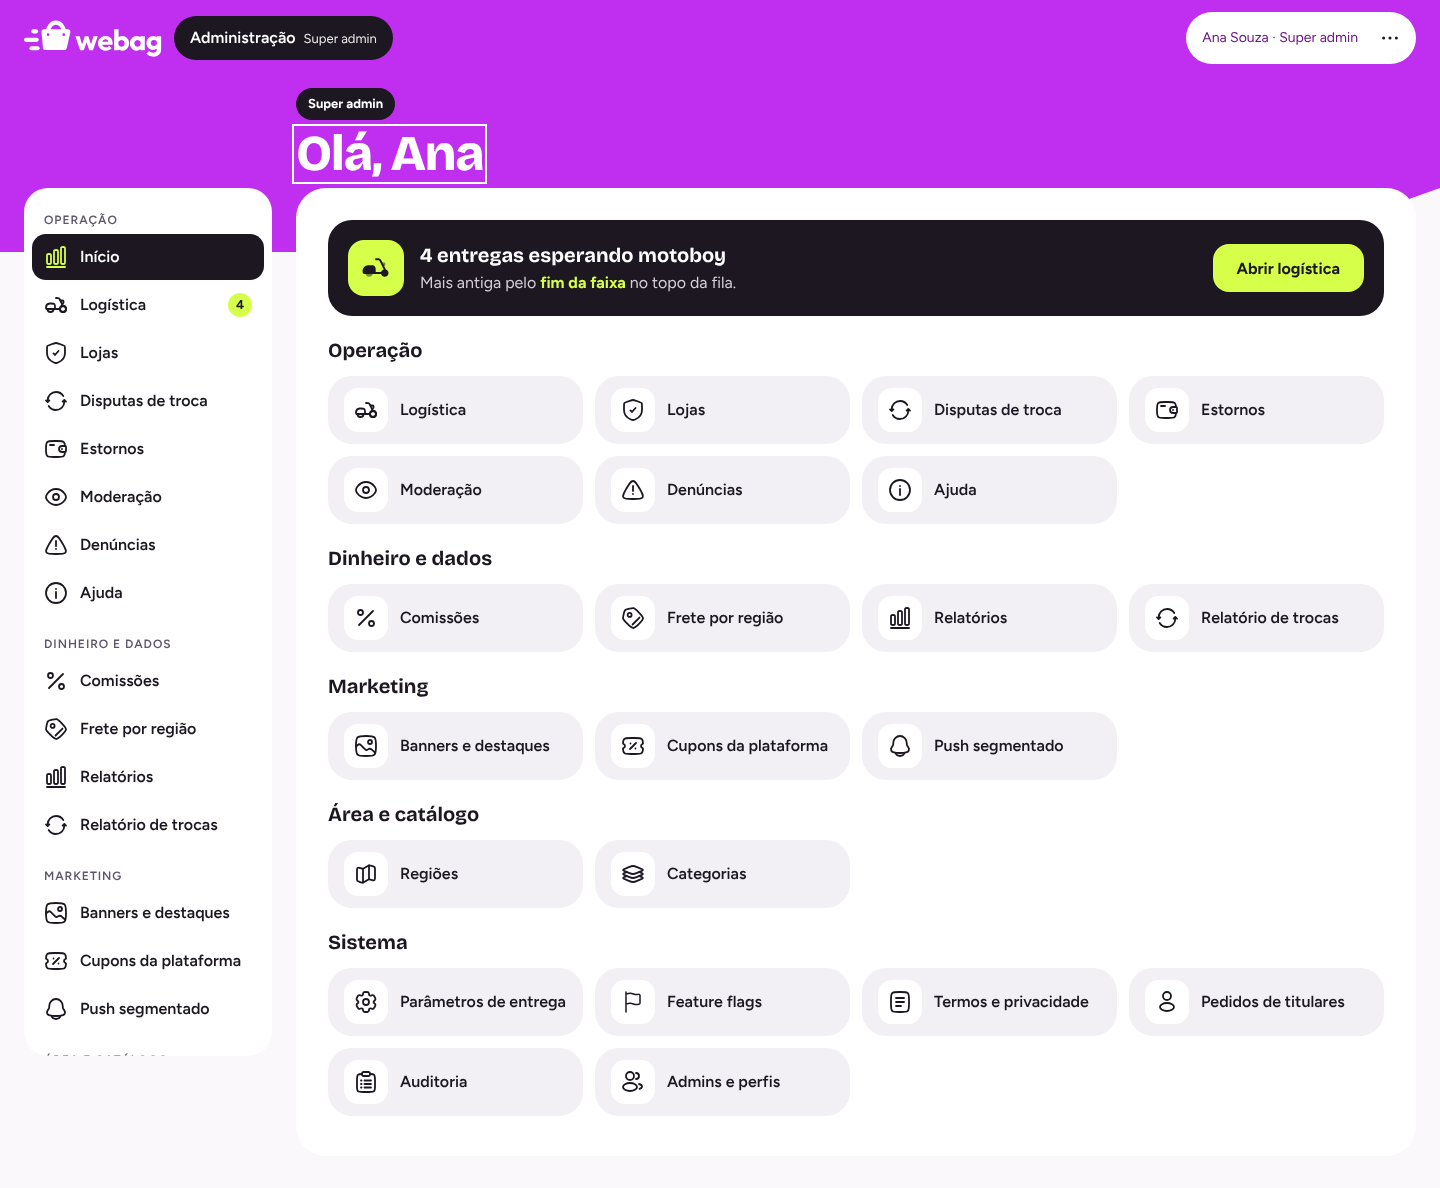 webag
Administração Super admin
Ana Souza · Super admin
Super admin
Olá, Ana
OPERAÇÃO
Início
Logística 4
Lojas
Disputas de troca
Estornos
Moderação
Denúncias
Ajuda
DINHEIRO E DADOS
Comissões
Frete por região
Relatórios
Relatório de trocas
MARKETING
Banners e destaques
Cupons da plataforma
Push segmentado
4 entregas esperando motoboy
Mais antiga pelo fim da faixa no topo da fila.
Abrir logística
Operação
Logística
Lojas
Disputas de troca
Estornos
Moderação
Denúncias
Ajuda
Dinheiro e dados
Comissões
Frete por região
Relatórios
Relatório de trocas
Marketing
Banners e destaques
Cupons da plataforma
Push segmentado
Área e catálogo
Regiões
Categorias
Sistema
Parâmetros de entrega
Feature flags
Termos e privacidade
Pedidos de titulares
Auditoria
Admins e perfis